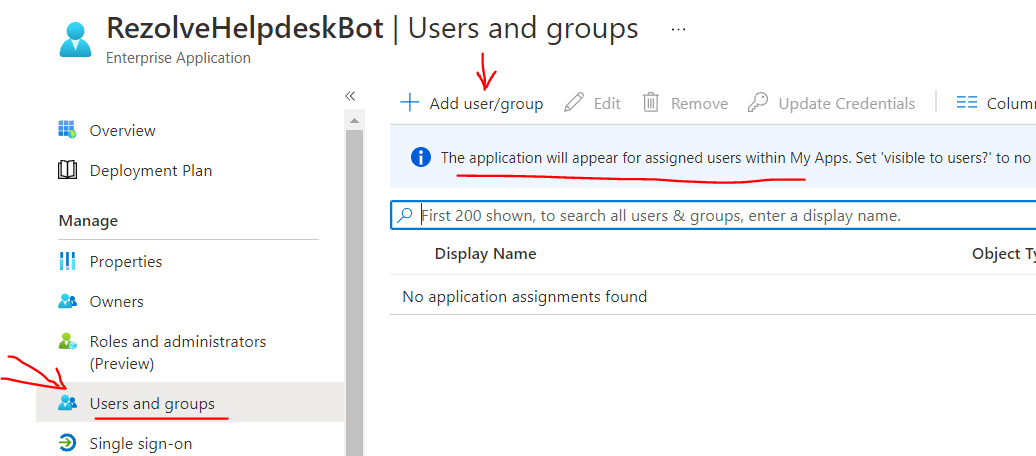 RezolveHelpdeskBot | Users and groups ...
Enterprise Application
«
Overview
Deployment Plan
Manage
Properties
Owners
Roles and administrators
(Preview)
Users and groups
Single sign-on
Add user/group Edit Remove Update Credentials Colum
The application will appear for assigned users within My Apps. Set 'visible to users?' to no
First 200 shown, to search all users & groups, enter a display name.
Display Name Object Ty
No application assignments found